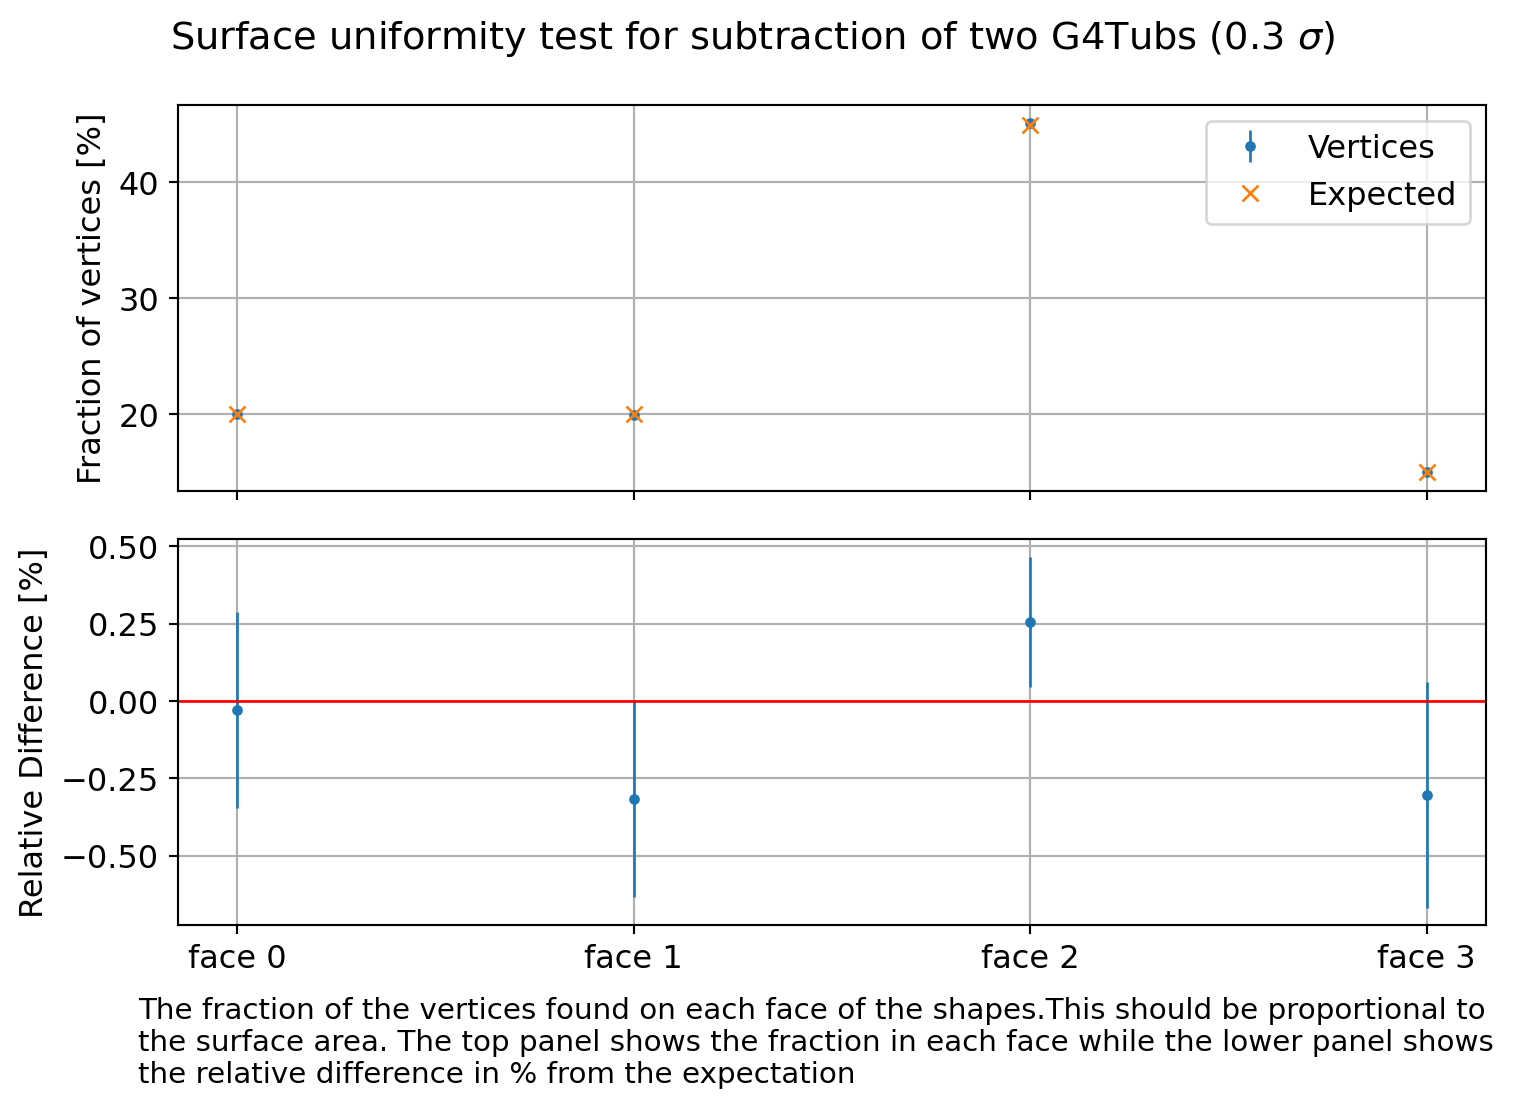 Surface uniformity test for subtraction of two G4Tubs (0.3 σ)
Fraction of vertices [%]
40
30
20
Vertices
Expected
Relative Difference [%]
0.50
0.25
0.00
−0.25
−0.50
face 0
face 1
face 2
face 3
The fraction of the vertices found on each face of the shapes.This should be proportional to
the surface area. The top panel shows the fraction in each face while the lower panel shows
the relative difference in % from the expectation